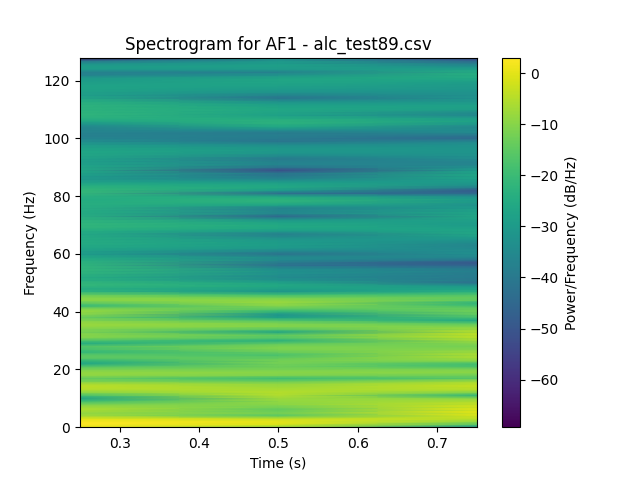 Spectrogram for AF1 - alc_test89.csv
Frequency (Hz)
120
100
80
60
40
20
0
0.3 0.4 0.5 0.6 0.7
Time (s)
0
−10
−20
−30
−40
−50
−60
Power/Frequency (dB/Hz)